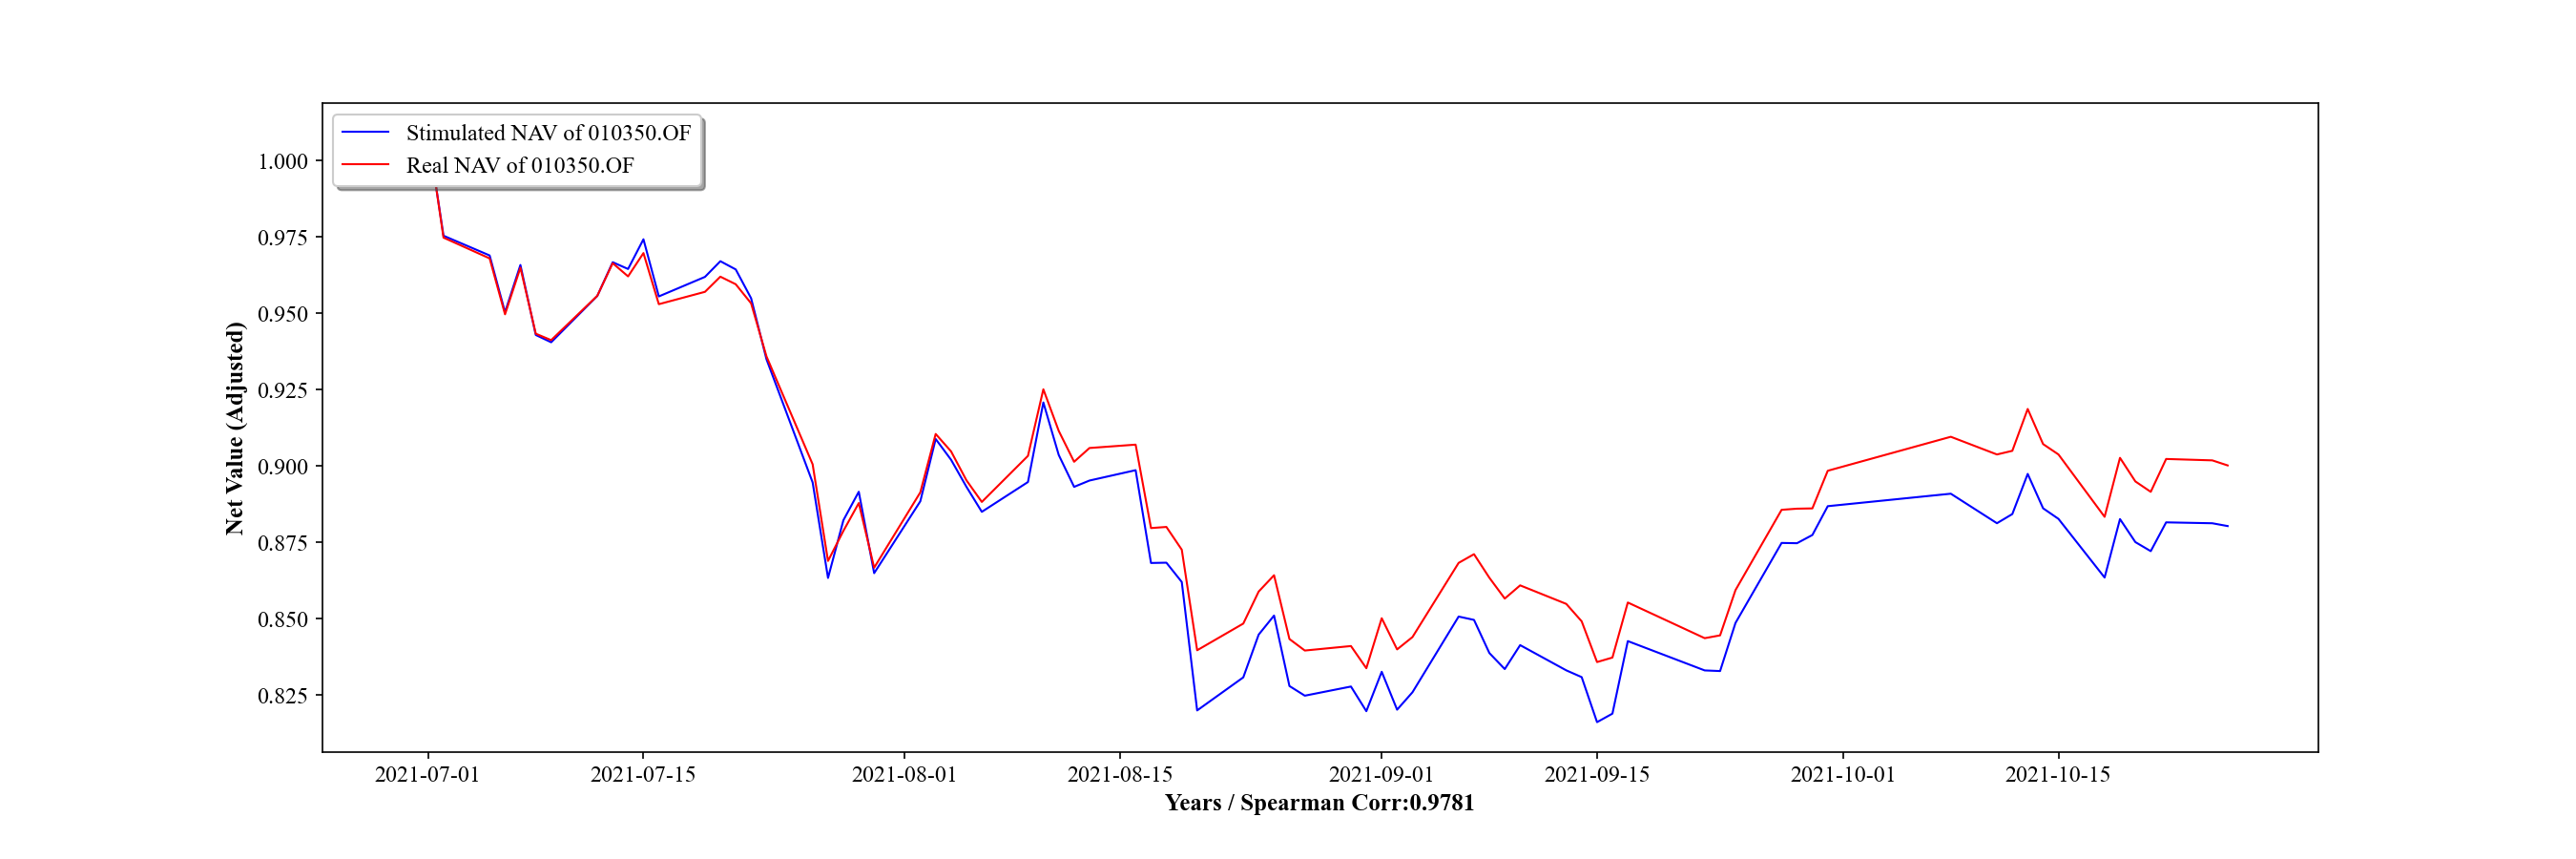 Stimulated NAV of 010350.OF
Real NAV of 010350.OF
Net Value (Adjusted)
1.000
0.975
0.950
0.925
0.900
0.875
0.850
0.825
2021-07-01 2021-07-15 2021-08-01 2021-08-15 2021-09-01 2021-09-15 2021-10-01 2021-10-15
Years / Spearman Corr:0.9781